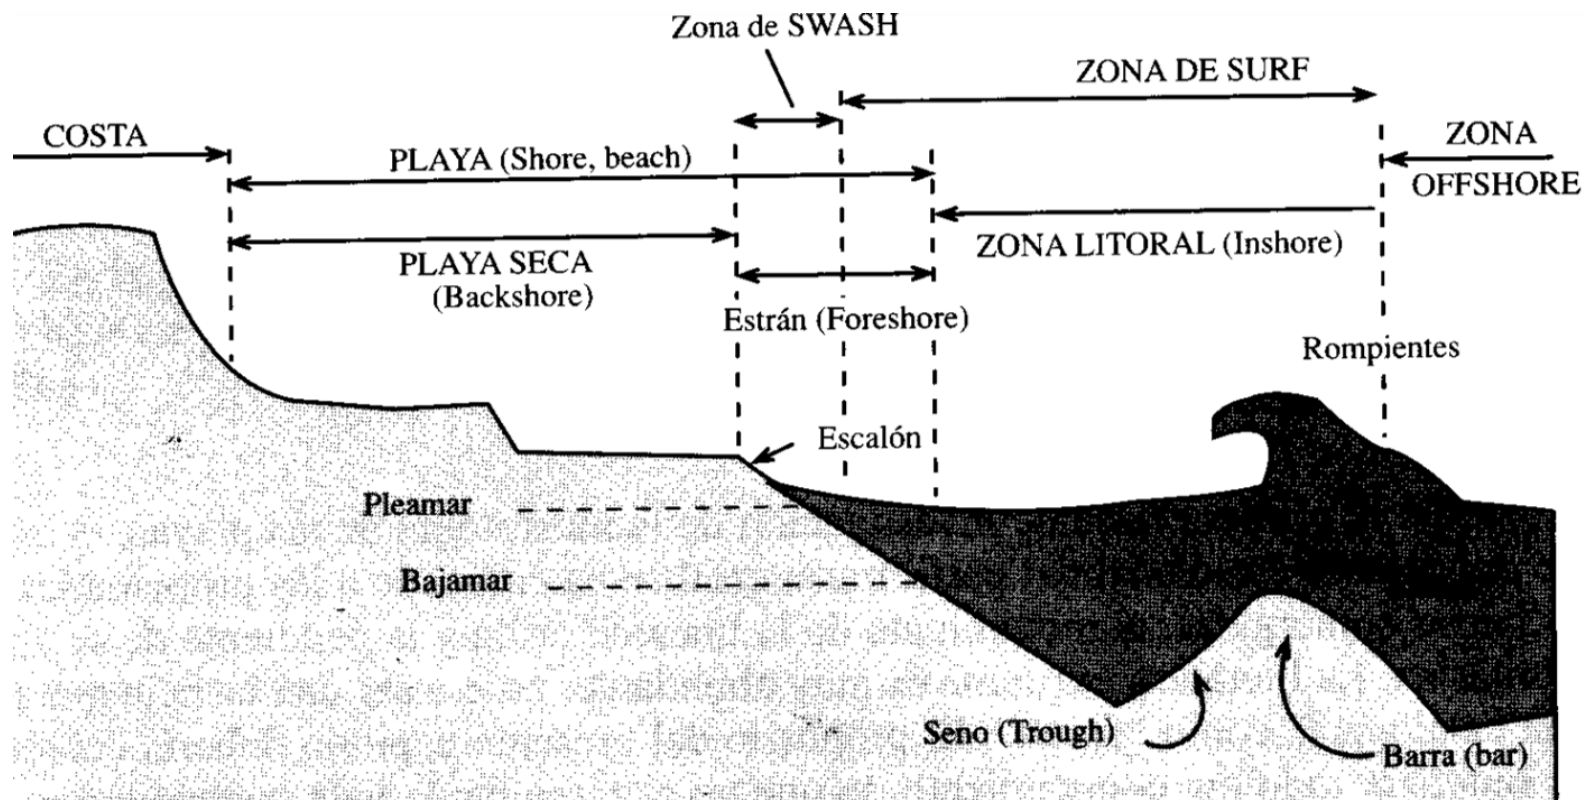 Zona de SWASH
ZONA DE SURF
COSTA
PLAYA (Shore, beach)
ZONA
OFFSHORE
ZONA LITORAL (Inshore)
PLAYA SECA
(Backshore)
Estrán (Foreshore)
Rompientes
Escalón
Pleamar
Bajamar
Seno (Trough)
Barra (bar)